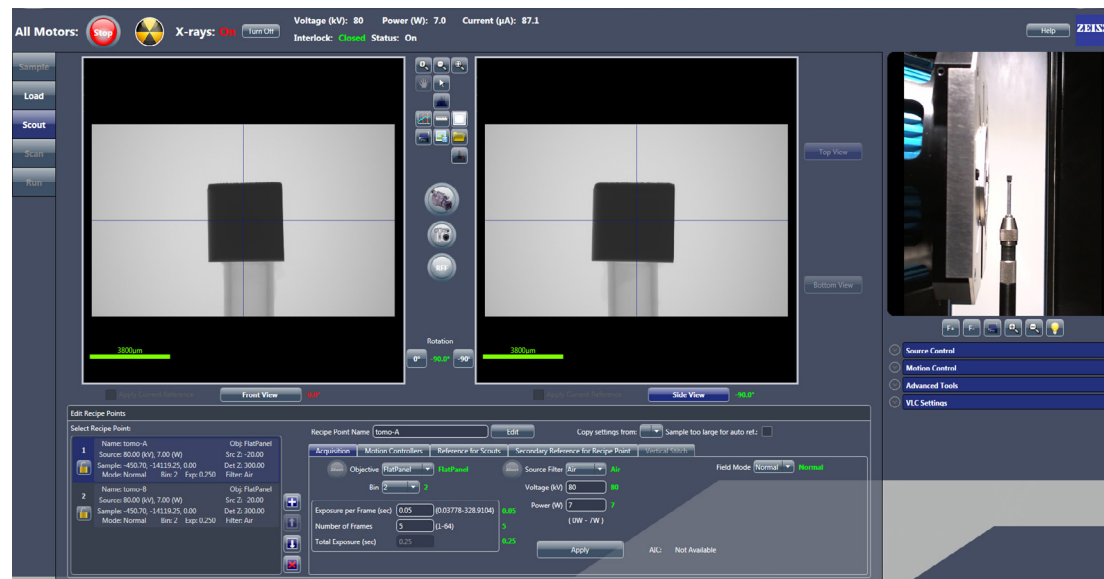 All Motors: Stop X-rays: On Turn Off
Voltage (kV): 80 Power (W): 7.0 Current (µA): 87.1
Interlock: Closed Status: On
Help ZEISS
Sample
Load
Scout
Scan
Run
REF
Top View
Bottom View
3800µm
3800µm
Rotation
0° -90.0° -90°
F+ F-
Source Control
Motion Control
Advanced Tools
VLC Settings
Apply Current Reference Front View 0.0°
Apply Current Reference Side View -90.0°
Edit Recipe Points
Select Recipe Point:
1
Name: tomo-A Obj: FlatPanel
Source: 80.00 (kV), 7.00 (W) Src Z: -20.00
Sample: -450.70, -14119.25, 0.00 Det Z: 300.00
Mode: Normal Bin: 2 Exp: 0.250 Filter: Air
2
Name: tomo-B Obj: FlatPanel
Source: 80.00 (kV), 7.00 (W) Src Z: 20.00
Sample: -450.70, -14119.25, 0.00 Det Z: 300.00
Mode: Normal Bin: 2 Exp: 0.250 Filter: Air
Recipe Point Name tomo-A Edit Copy settings from: Sample too large for auto ref.:
Acquisition Motion Controllers Reference for Scouts Secondary Reference for Recipe Point Vertical Stitch
Objective FlatPanel FlatPanel Source Filter Air Air Field Mode Normal Normal
Bin 2 2 Voltage (kV) 80 80
Exposure per Frame (sec) 0.05 (0.03778-328.9104) 0.05 Power (W) 7 7
Number of Frames 5 (1-64) 5 (0W - 7W)
Total Exposure (sec) 0.25 0.25 Apply AIC: Not Available